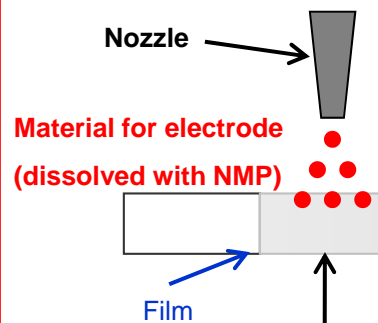 Nozzle
Material for electrode
(dissolved with NMP)
Film